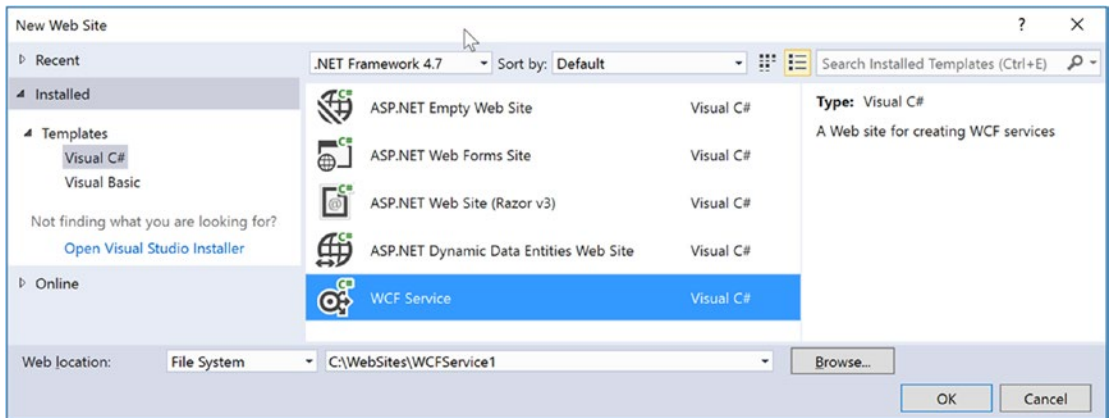 New Web Site ? ×
Recent
.NET Framework 4.7 Sort by: Default Search Installed Templates (Ctrl+E)
Installed
Templates
Visual C#
Visual Basic
Not finding what you are looking for?
Open Visual Studio Installer
Online
ASP.NET Empty Web Site Visual C#
ASP.NET Web Forms Site Visual C#
ASP.NET Web Site (Razor v3) Visual C#
ASP.NET Dynamic Data Entities Web Site Visual C#
WCF Service Visual C#
Type: Visual C#
A Web site for creating WCF services
Web location: File System C:\WebSites\WCFService1 Browse...
OK Cancel